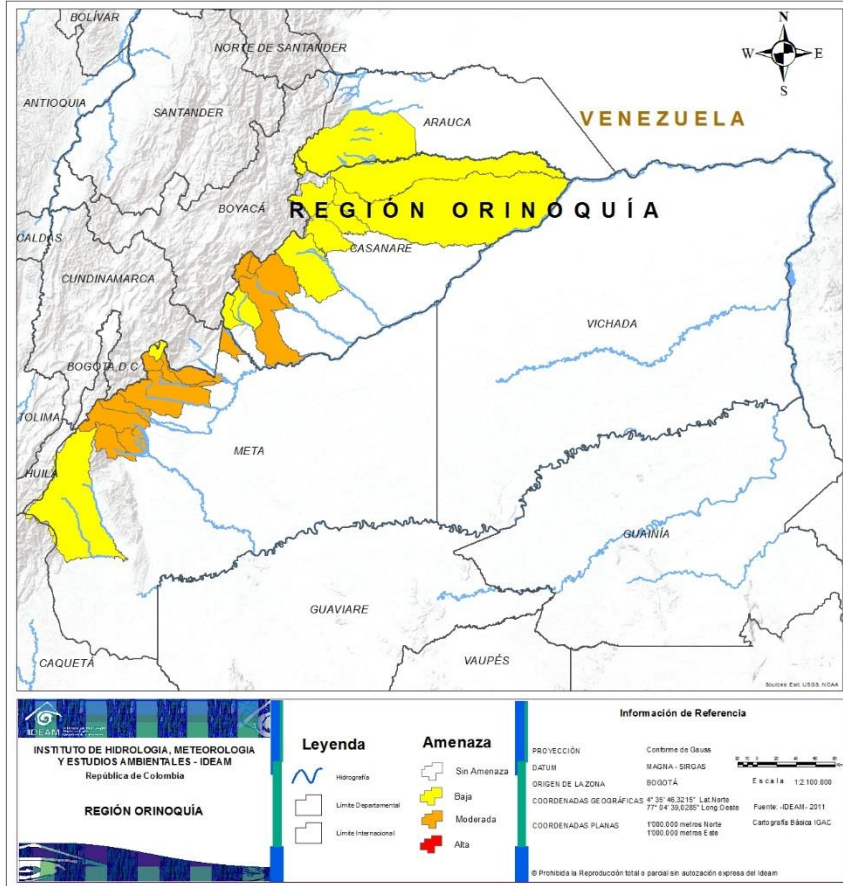 BOLÍVAR
NORTE DE SANTANDER
N
W E
S
ANTIOQUIA
SANTANDER
ARAUCA
VENEZUELA
BOYACÁ
REGIÓN ORINOQUÍA
CALDAS
CASANARE
CUNDINAMARCA
VICHADA
BOGOTÁ, D.C
TOLIMA
META
HUILA
GUAINÍA
GUAVIARE
CAQUETÁ
VAUPÉS
Sources: Esri, USGS, NOAA
IDEAM
INSTITUTO DE HIDROLOGIA, METEOROLOGIA
Y ESTUDIOS AMBIENTALES - IDEAM
República de Colombia
REGIÓN ORINOQUÍA
Leyenda
Hidrografía
Límite Departamental
Límite Internacional
Amenaza
Sin Amenaza
Baja
Moderada
Alta
Información de Referencia
PROYECCIÓN Conforme de Gauss
DATUM MAGNA - SIRGAS
ORIGEN DE LA ZONA BOGOTÁ
COORDENADAS GEOGRÁFICAS 4° 35' 46,3215" Lat.Norte
77° 04' 39,0285" Long.Oeste
COORDENADAS PLANAS 1'000.000 metros Norte
1'000.000 metros Este
Escala 1:2.100.000
Fuente: -IDEAM- 2011
Cartografía Básica IGAC
© Prohibida la Reproducción total o parcial sin autozación expresa del Ideam